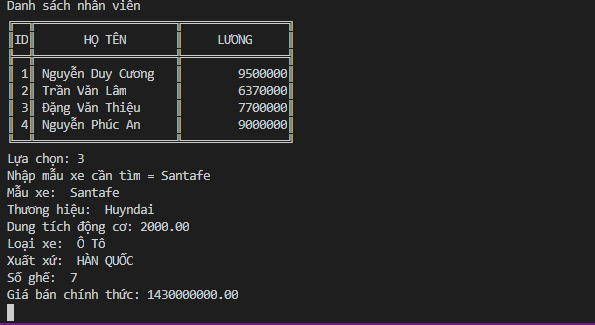 Danh sách nhân viên
ID HỌ TÊN LƯƠNG
1 Nguyễn Duy Cương 9500000
2 Trần Văn Lâm 6370000
3 Đặng Văn Thiệu 7700000
4 Nguyễn Phúc An 9000000
Lựa chọn: 3
Nhập mẫu xe cần tìm = Santafe
Mẫu xe: Santafe
Thương hiệu: Huyndai
Dung tích động cơ: 2000.00
Loại xe: Ô Tô
Xuất xứ: HÀN QUỐC
Số ghế: 7
Giá bán chính thức: 1430000000.00